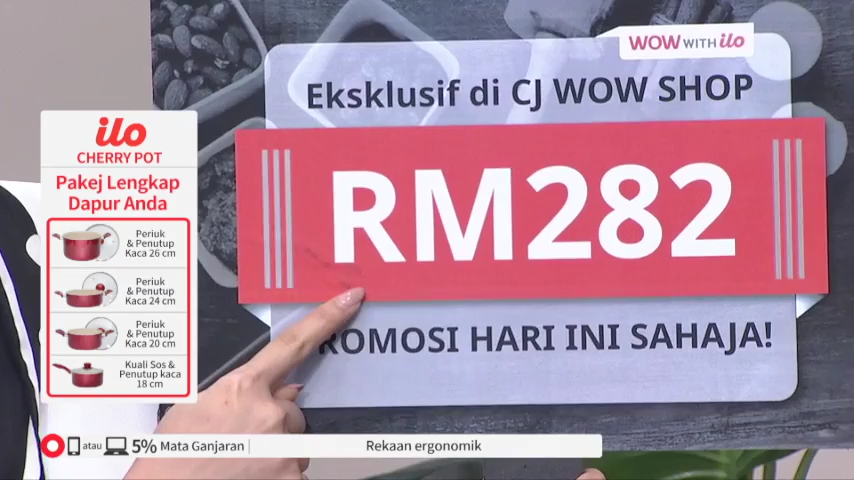 WOW WITH ilo
Eksklusif di CJ WOW SHOP
RM282
ROMOSI HARI INI SAHAJA!
ilo
CHERRY POT
Pakej Lengkap
Dapur Anda
Periuk
& Penutup
Kaca 26 cm
Periuk
& Penutup
Kaca 24 cm
Periuk
& Penutup
Kaca 20 cm
Kuali Sos &
Penutup kaca
18 cm
atau 5% Mata Ganjaran
Rekaan ergonomik